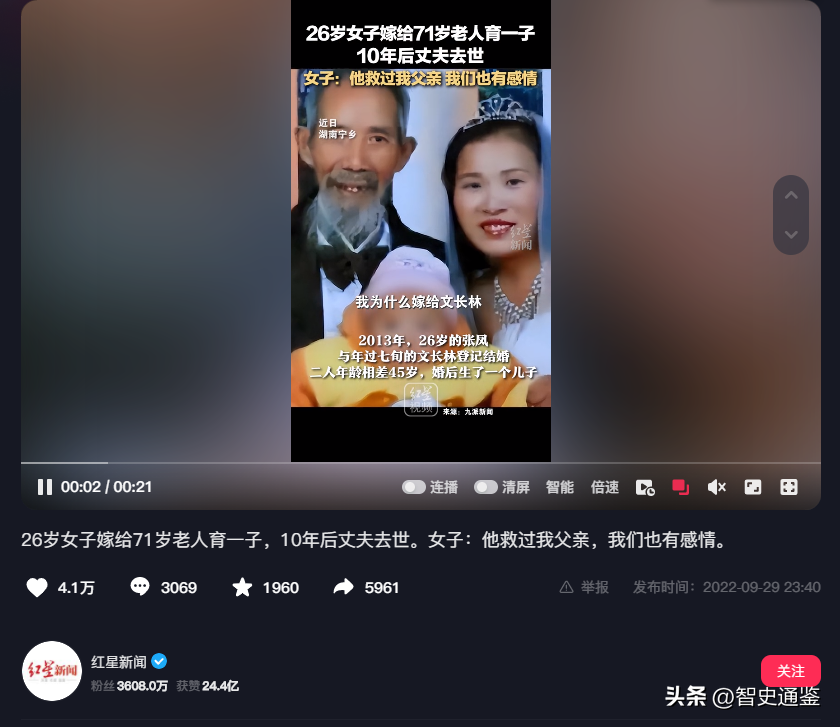 26岁女子嫁给71岁老人育一子
10年后丈夫去世
女子：他救过我父亲 我们也有感情
近日
湖南宁乡
红星
新闻
我为什么嫁给文长林
2013年，26岁的张凤
与年过七旬的文长林登记结婚
二人年龄相差45岁，婚后生了一个儿子
红星
视频
来源：九派新闻
00:02 / 00:21
连播
清屏
智能
倍速
26岁女子嫁给71岁老人育一子，10年后丈夫去世。女子：他救过我父亲，我们也有感情。
4.1万
3069
1960
5961
举报
发布时间：2022-09-29 23:40
红星新闻
红星新闻
粉丝3608.0万 获赞24.4亿
关注
头条 @智史通鉴